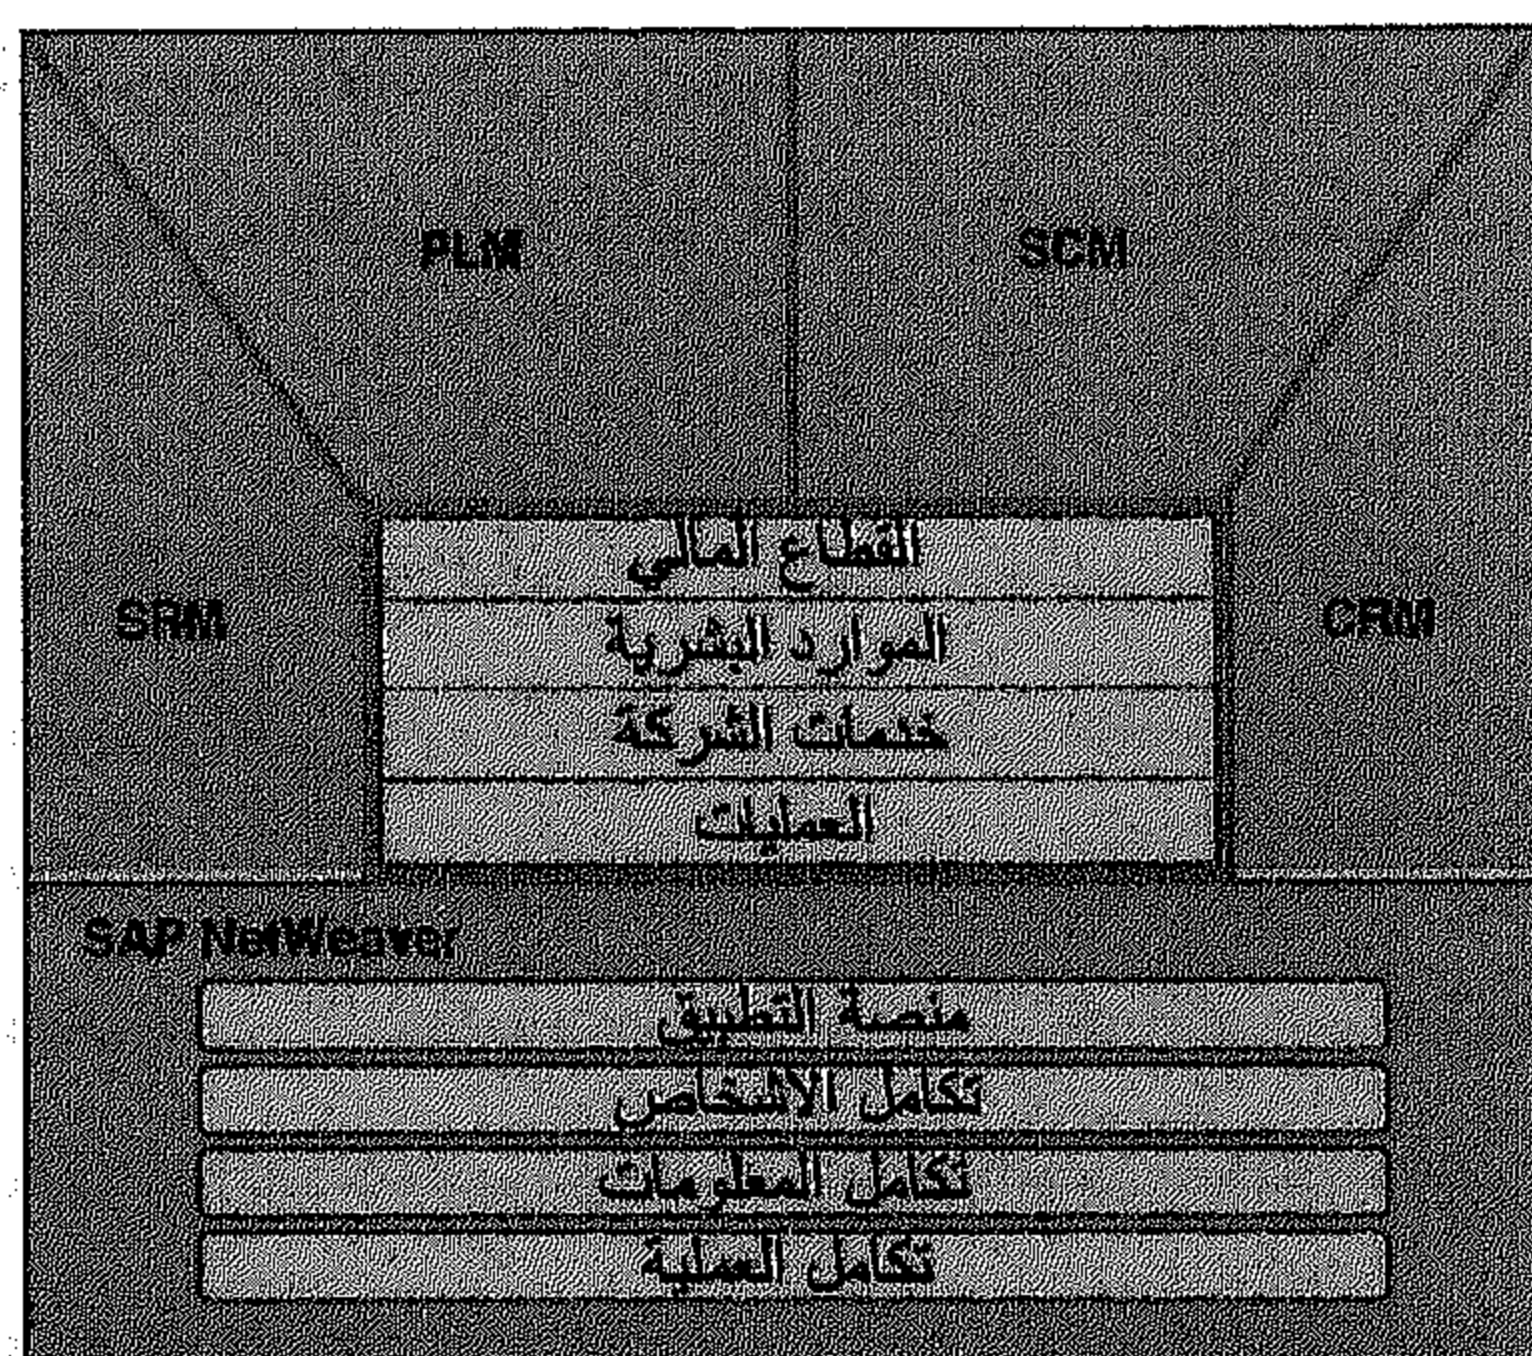 PLM SCM
القطاع المالي
SRM الموارد البشرية CRM
خدمات الشركة
العمليات
SAP NetWeaver
منصة التطبيق
تكامل الاشخاص
تكامل المعلومات
تكامل العملية